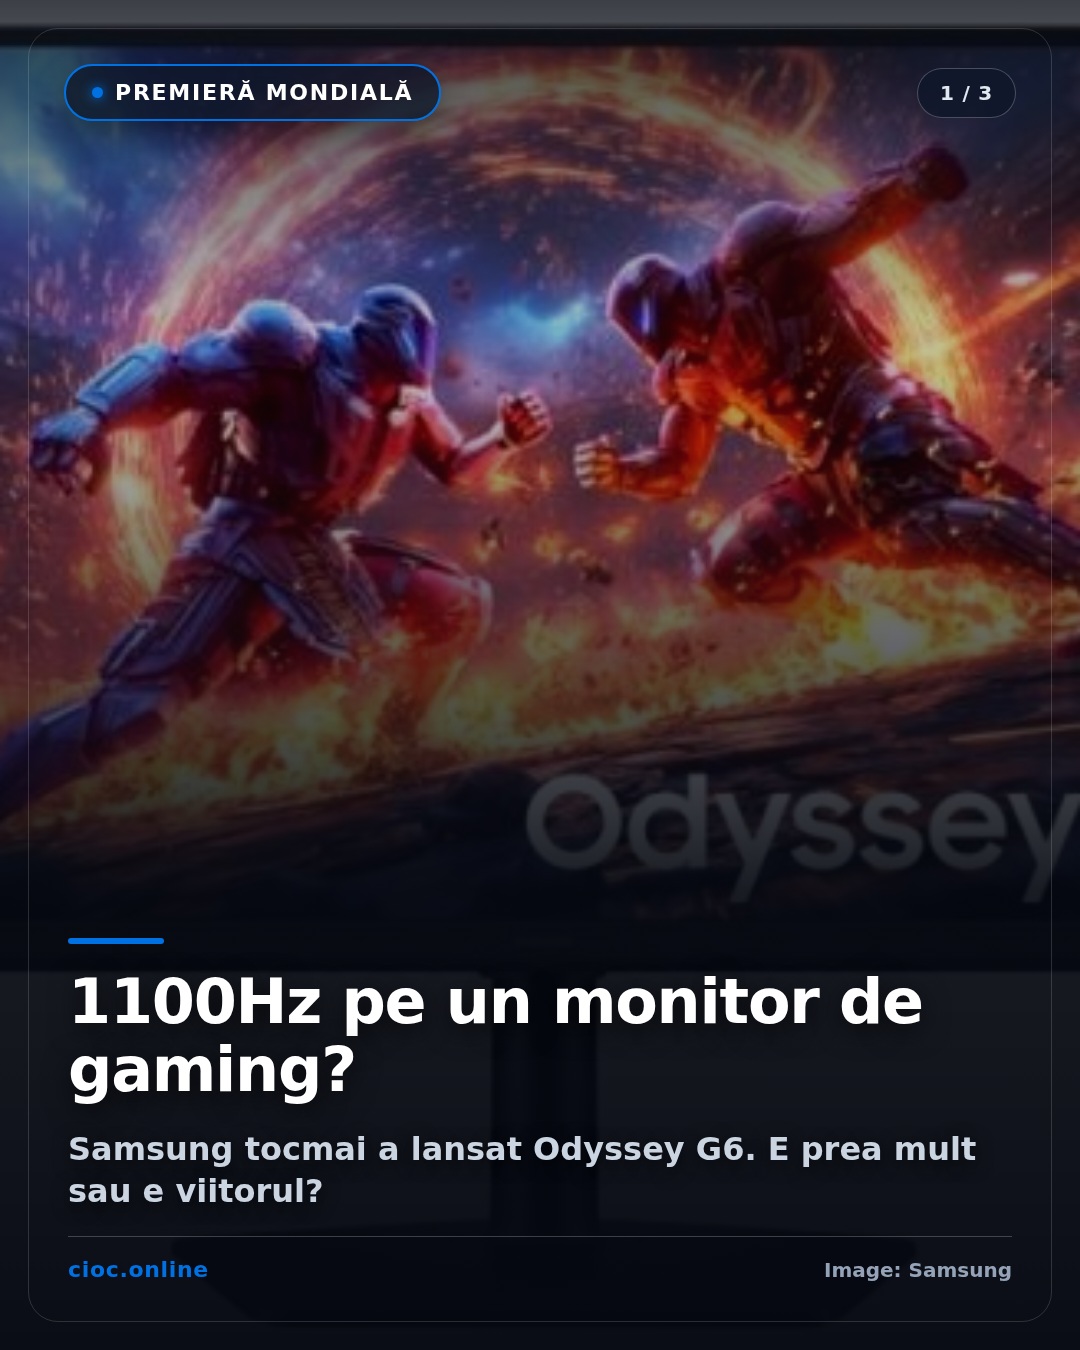 PREMIERĂ MONDIALĂ
1 / 3
Odyssey
1100Hz pe un monitor de
gaming?
Samsung tocmai a lansat Odyssey G6. E prea mult
sau e viitorul?
cioc.online
Image: Samsung